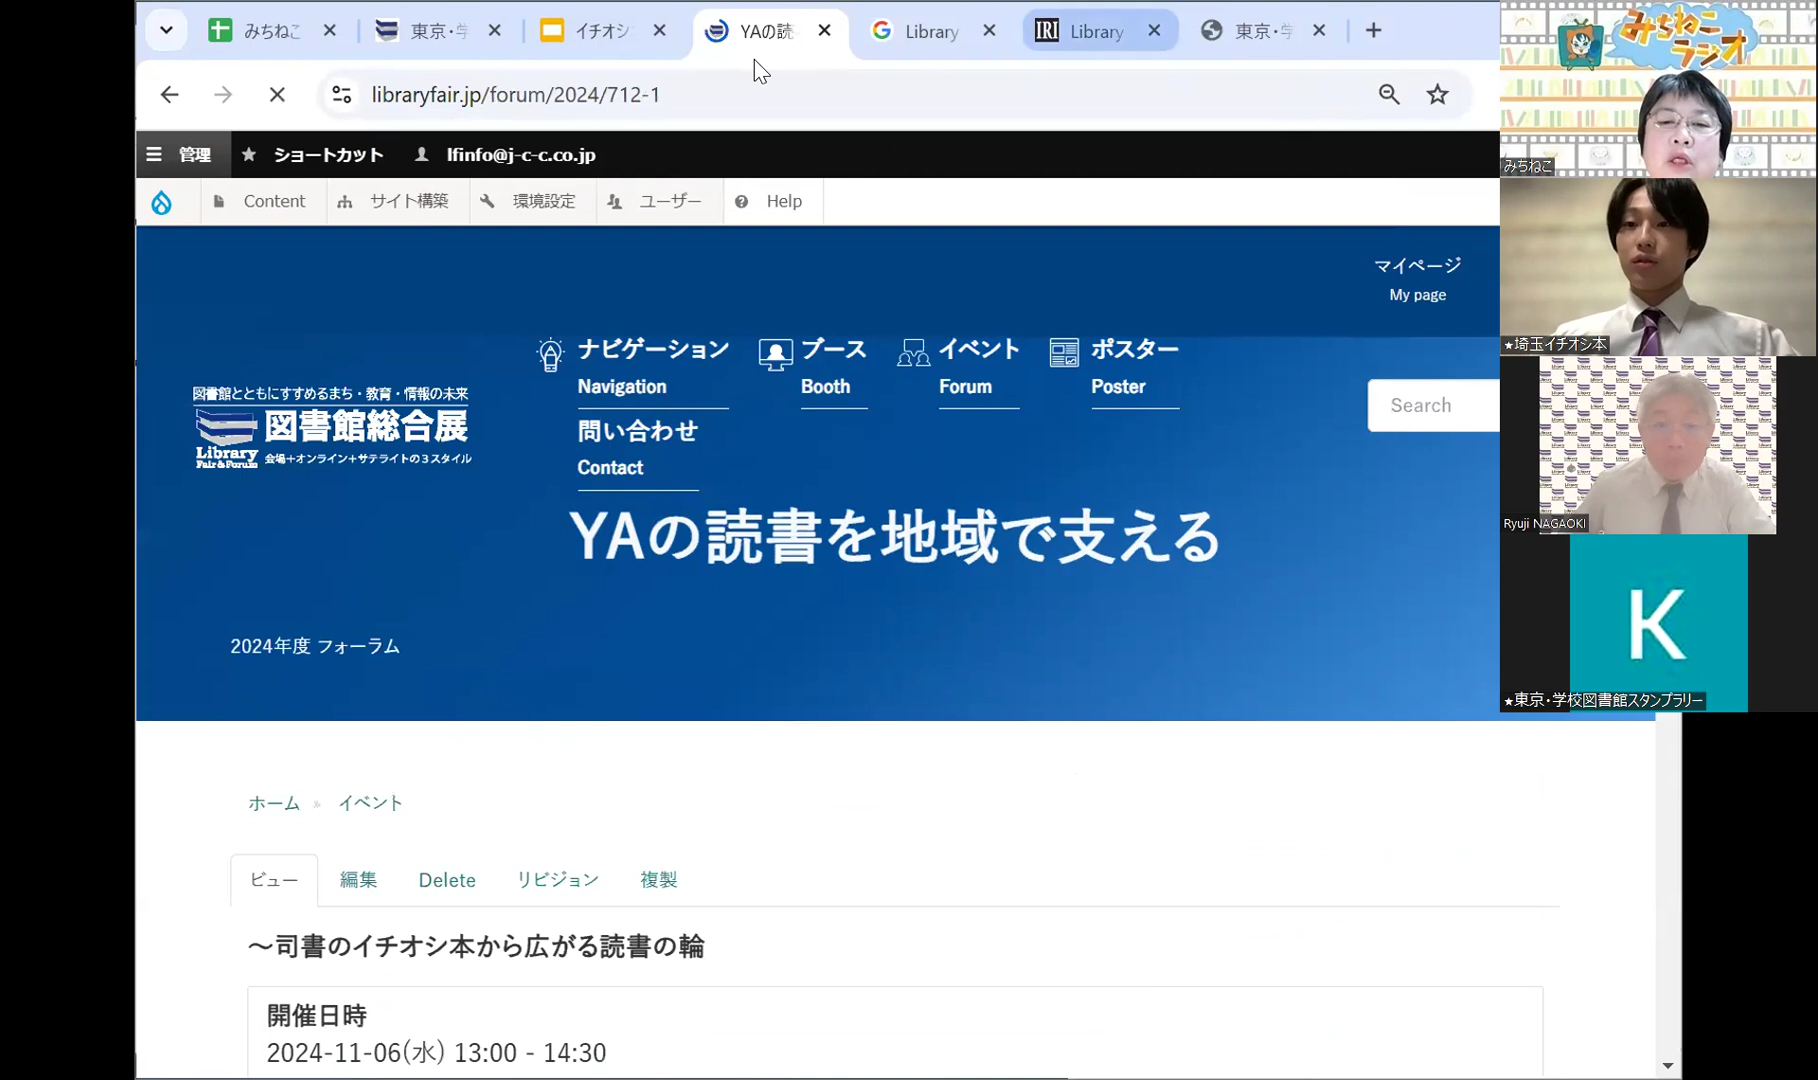 みちねこ
東京・学
イチオシ
YAの読
Library
Library
東京・学
libraryfair.jp/forum/2024/712-1
管理
ショートカット
lfinfo@j-c-c.co.jp
Content
サイト構築
環境設定
ユーザー
Help
マイページ
My page
ナビゲーション
Navigation
ブース
Booth
イベント
Forum
ポスター
Poster
問い合わせ
Contact
Search
図書館とともにすすめるまち・教育・情報の未来
図書館総合展
Library
Fair & Forum
会場+オンライン+サテライトの3スタイル
YAの読書を地域で支える
2024年度 フォーラム
ホーム » イベント
ビュー
編集
Delete
リビジョン
複製
～司書のイチオシ本から広がる読書の輪
開催日時
2024-11-06(水) 13:00 - 14:30
みちねこ
ラジオ
みちねこ
★埼玉イチオシ本
Ryuji NAGAOKI
K
★東京・学校図書館スタンプラリー